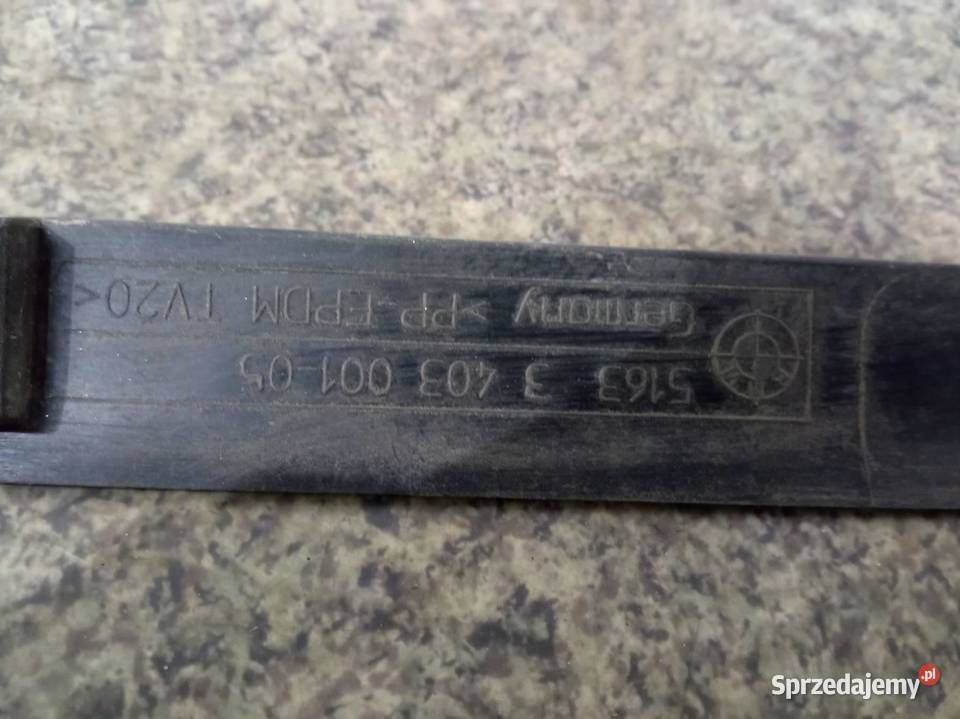 5163 3 403 001-05
Germany >PP-EPDM TV20<
Sprzedajemy.pl